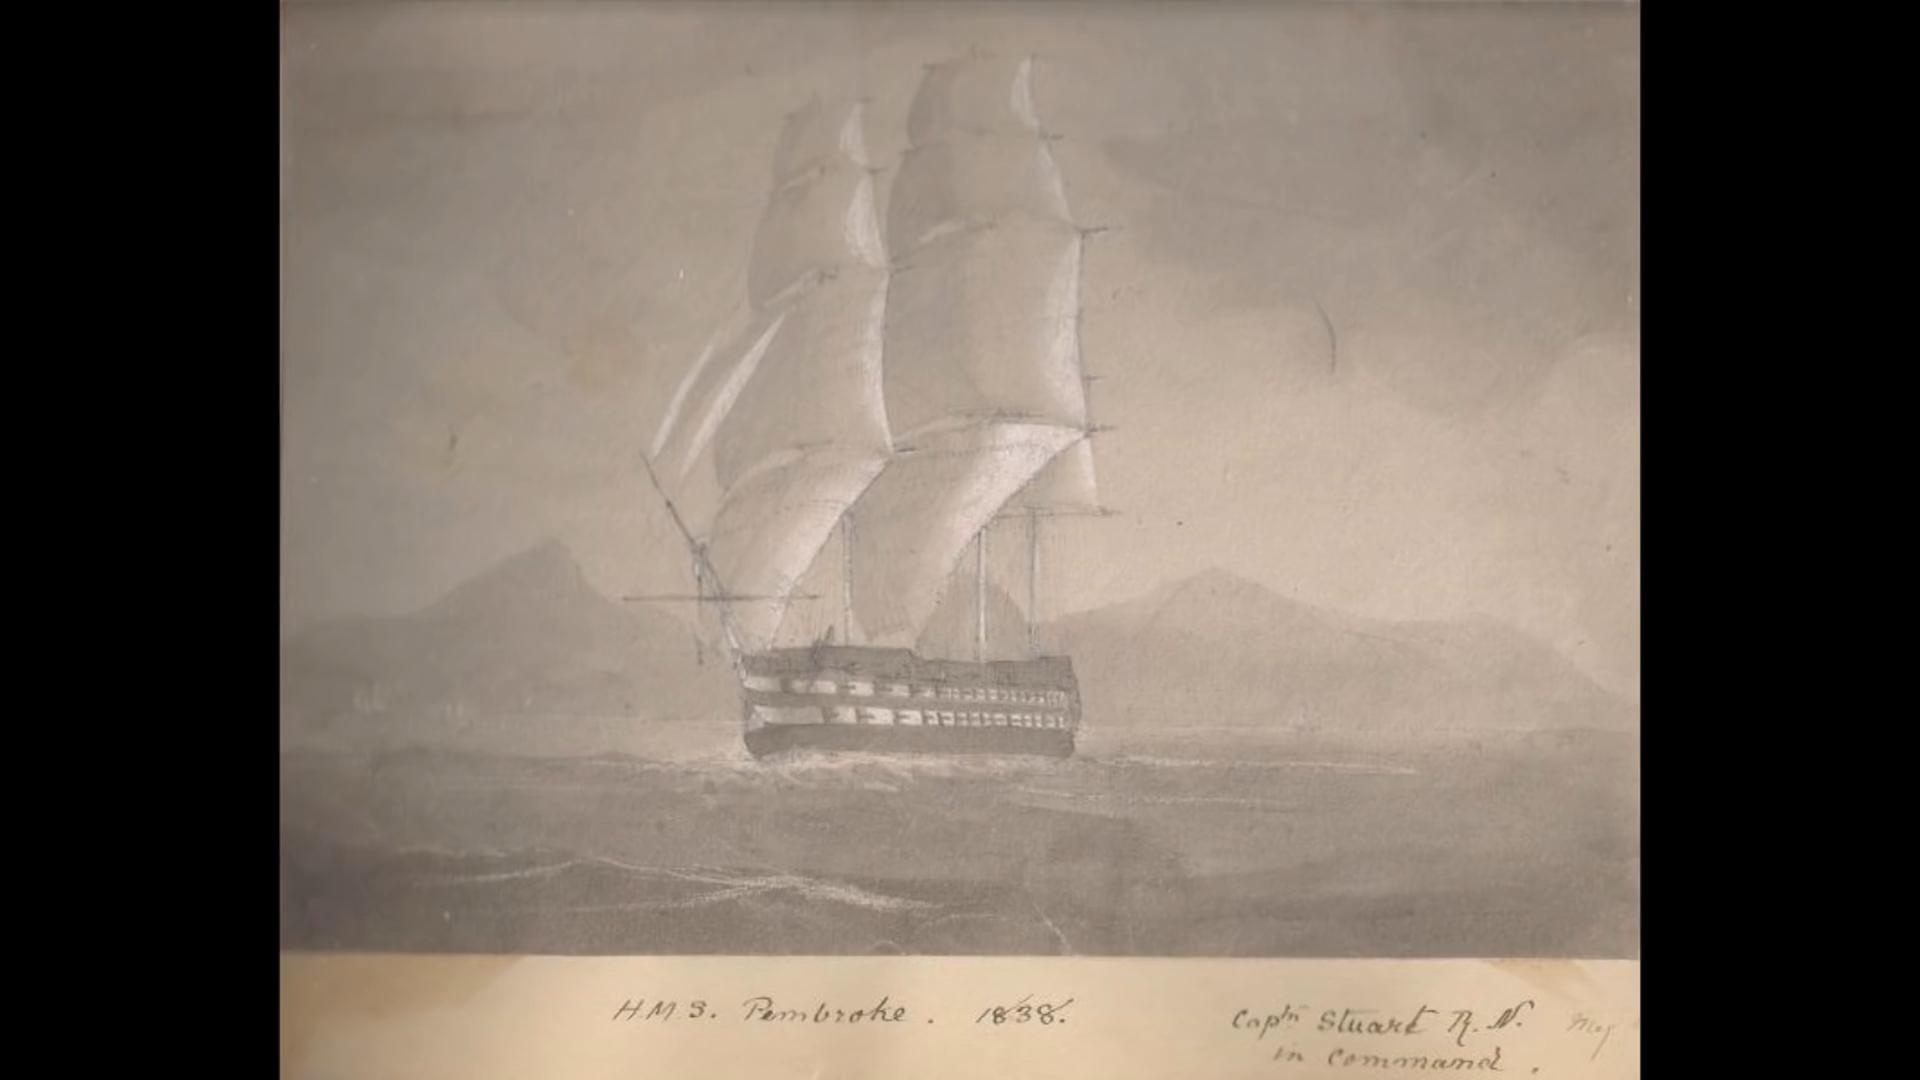 H.M.S. Pembroke. 1838.
Captn Stuart R.N.
in command.